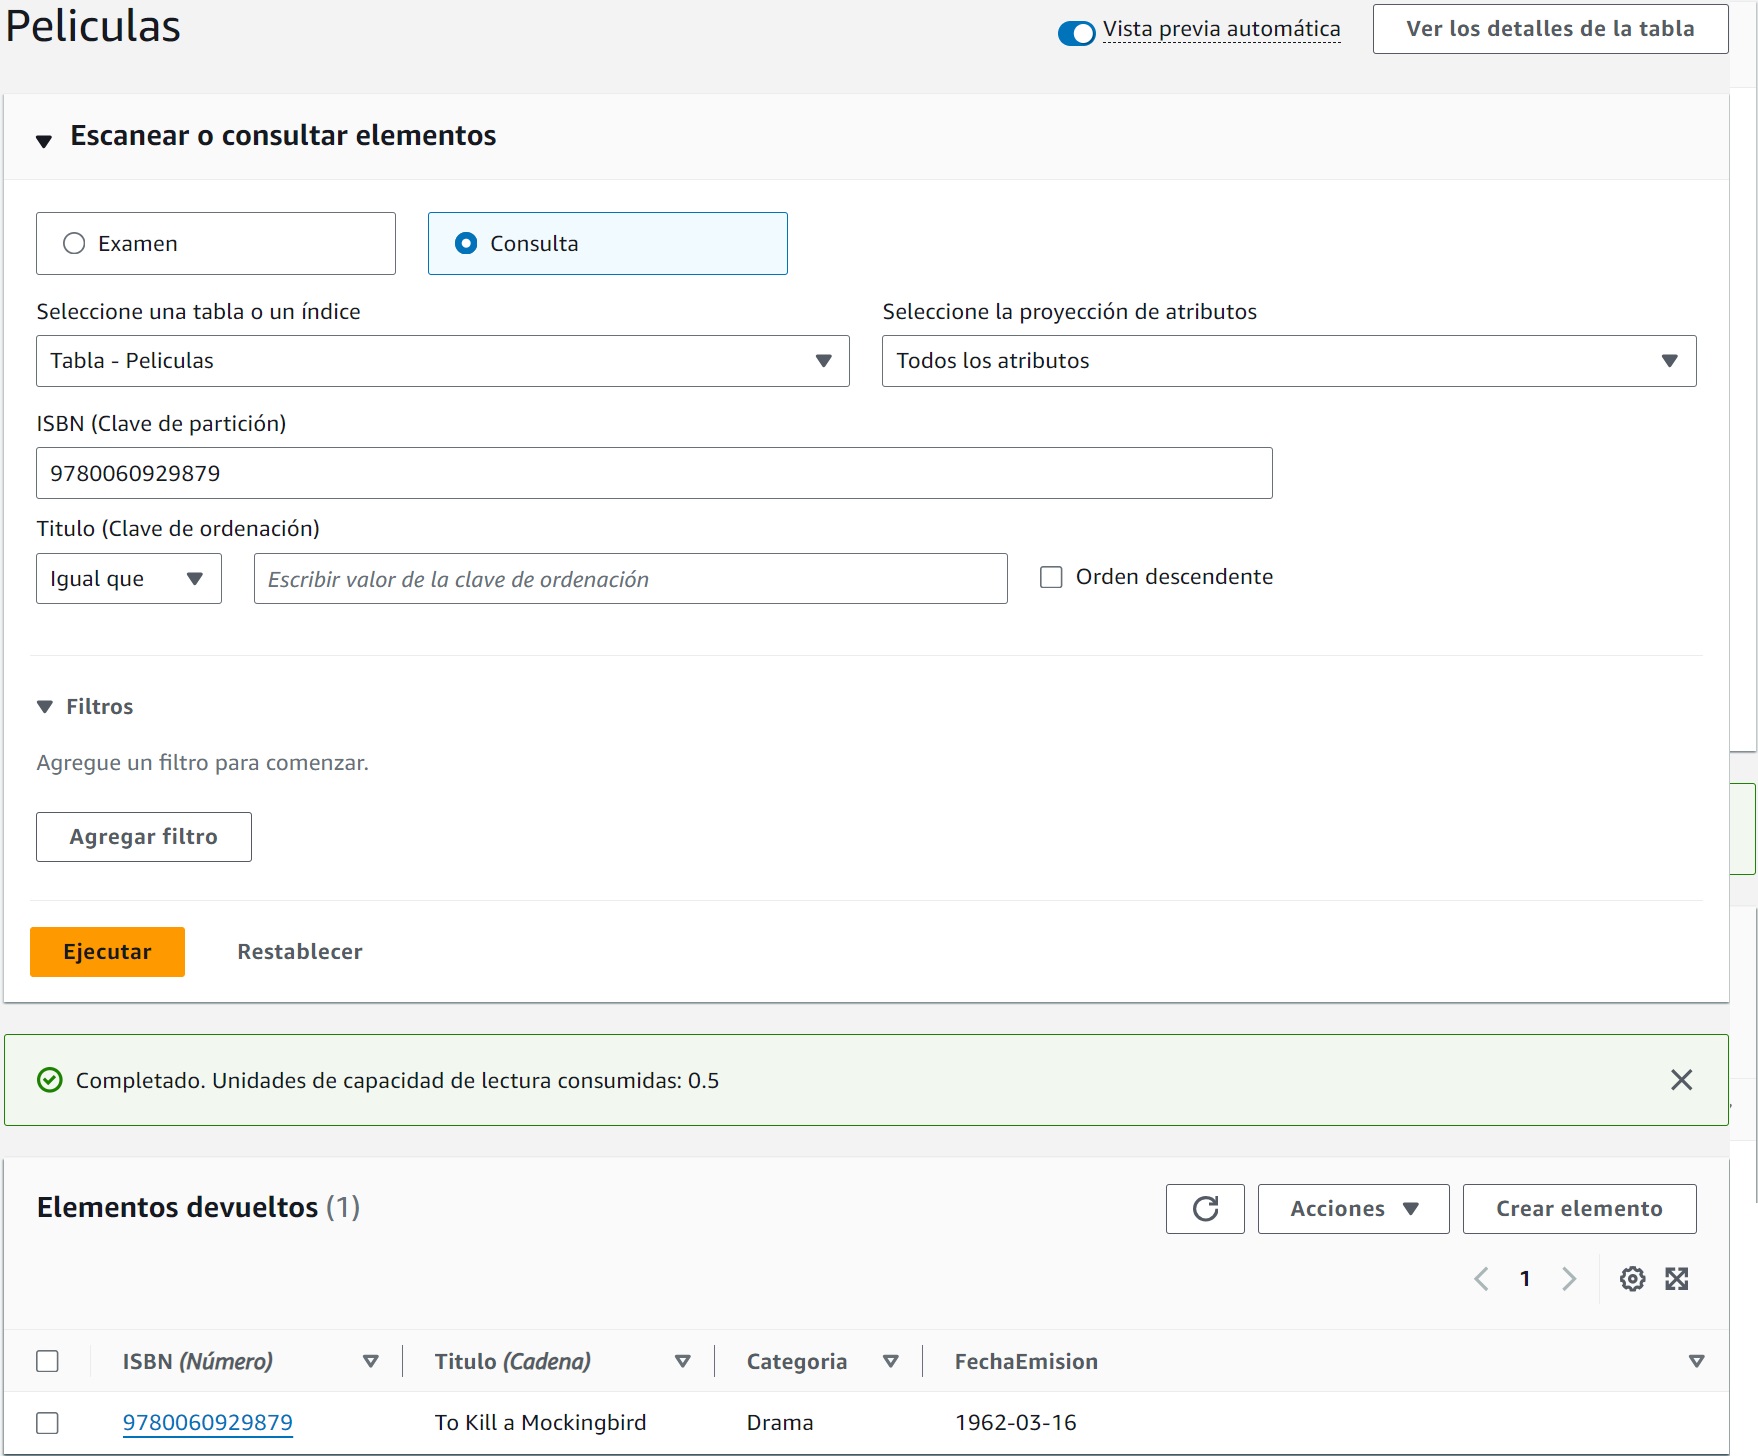 Peliculas
Vista previa automática
Ver los detalles de la tabla
Escanear o consultar elementos
Examen
Consulta
Seleccione una tabla o un índice
Seleccione la proyección de atributos
Tabla - Peliculas
Todos los atributos
ISBN (Clave de partición)
9780060929879
Titulo (Clave de ordenación)
Igual que
Escribir valor de la clave de ordenación
Orden descendente
Filtros
Agregue un filtro para comenzar.
Agregar filtro
Ejecutar
Restablecer
Completado. Unidades de capacidad de lectura consumidas: 0.5
Elementos devueltos (1)
Acciones
Crear elemento
1
ISBN (Número) Titulo (Cadena) Categoria FechaEmision
9780060929879 To Kill a Mockingbird Drama 1962-03-16